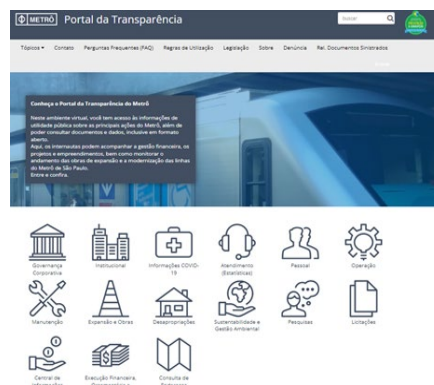 METRÔ Portal da Transparência
buscar
Tópicos Contato Perguntas Frequentes (FAQ) Regras de Utilização Legislação Sobre Denúncia Rel. Documentos Sinistrados
Conheça o Portal da Transparência do Metrô
Neste ambiente virtual, você tem acesso às informações de
utilidade pública sobre as principais ações do Metrô, além de
poder consultar documentos e dados, inclusive em formato
aberto.
Aqui, os internautas podem acompanhar a gestão financeira, os
projetos e empreendimentos, bem como monitorar o
andamento das obras de expansão e a modernização das linhas
do Metrô de São Paulo.
Entre e confira.
Governança
Corporativa
Institucional
Informações COVID-
19
Atendimento
(Estatísticas)
Pessoal
Operação
Manutenção
Expansão e Obras
Desapropriações
Sustentabilidade e
Gestão Ambiental
Pesquisas
Licitações
Central de
Informações
Execução Financeira,
Consulta de